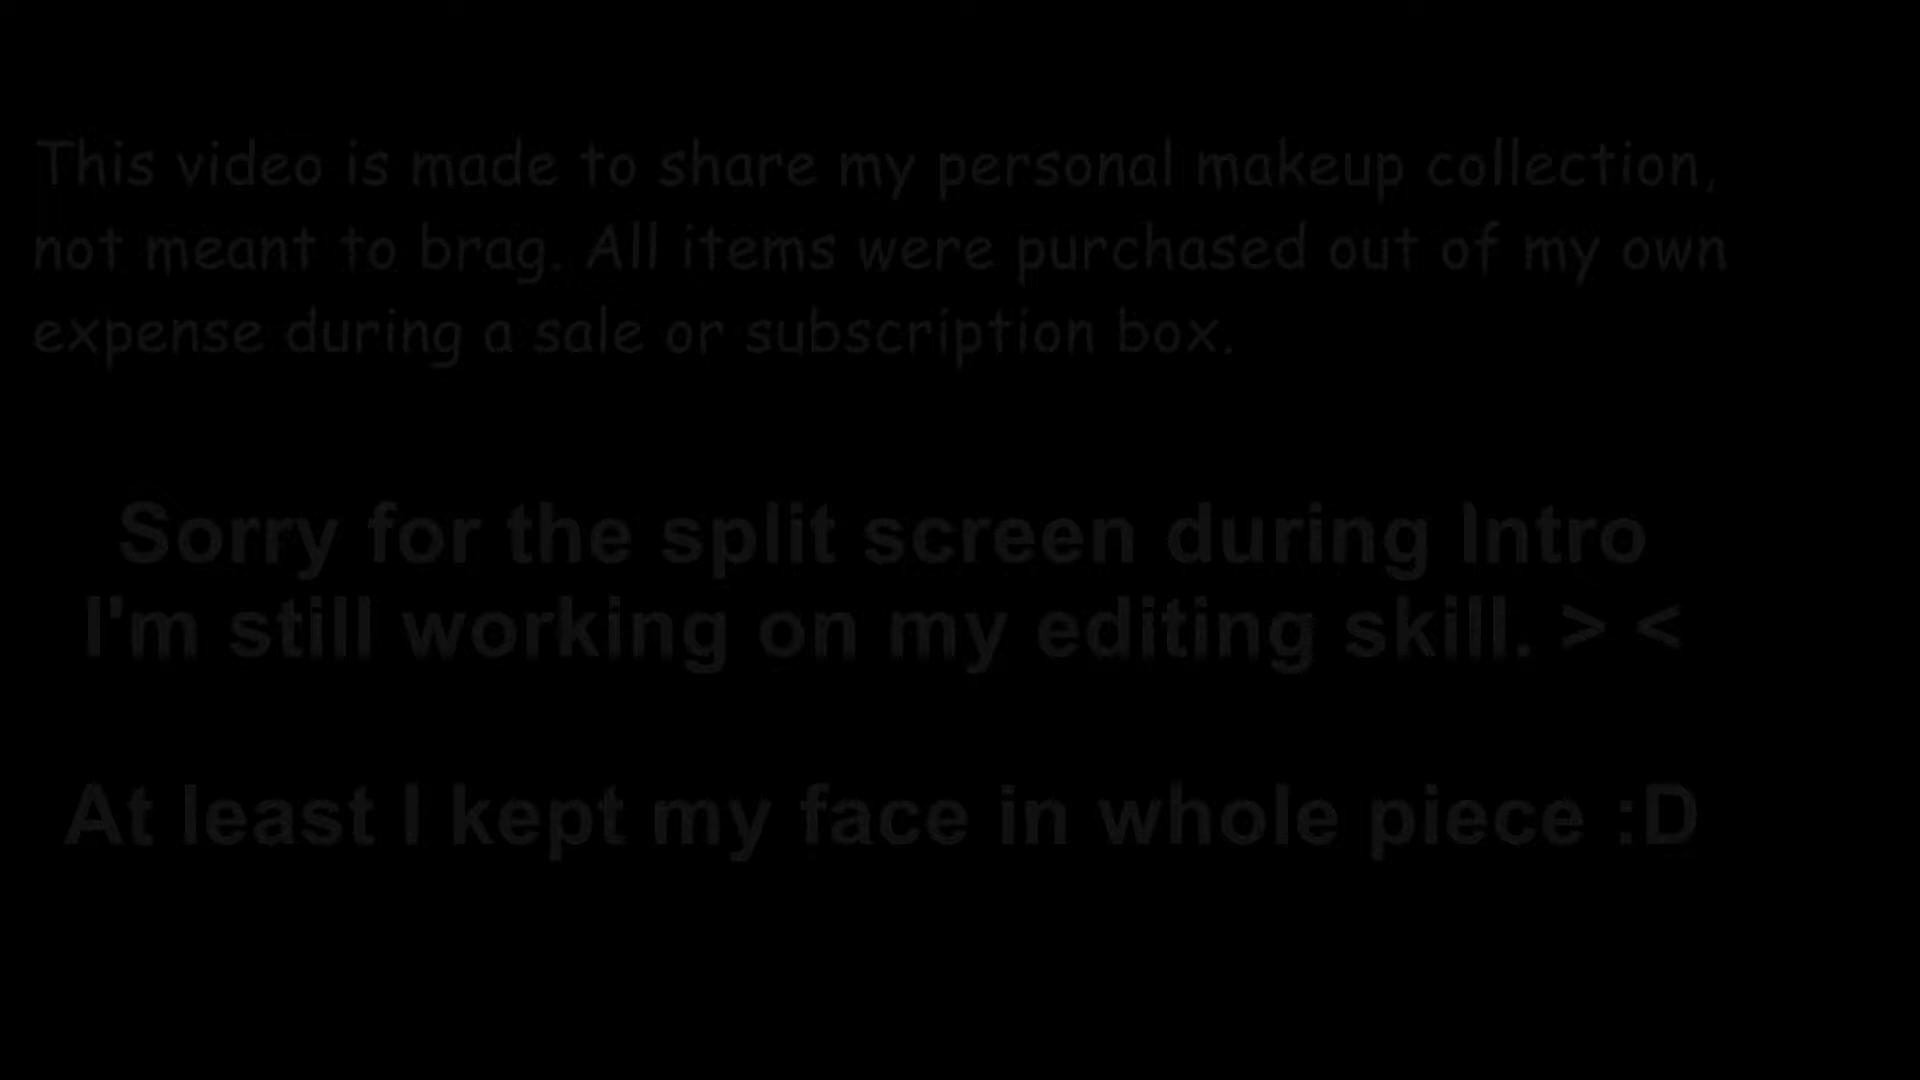 This video is made to share my personal makeup collection,
not meant to brag. All items were purchased out of my own
expense during a sale or subscription box.
Sorry for the split screen during Intro
I'm still working on my editing skill. > <
At least I kept my face in whole piece :D